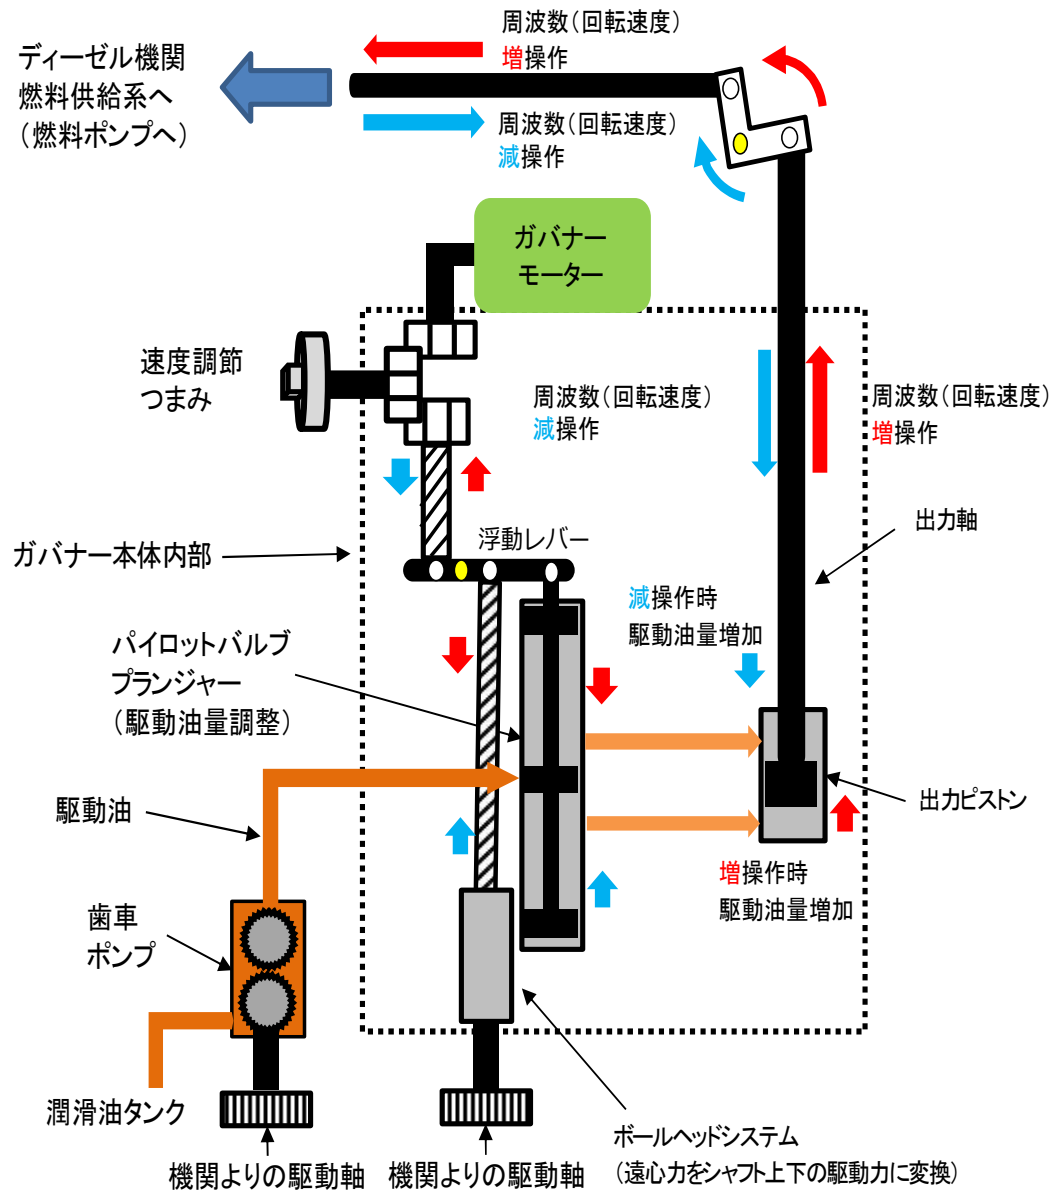 周波数（回転速度）
増操作
ディーゼル機関
燃料供給系へ
（燃料ポンプへ）
周波数（回転速度）
減操作
ガバナー
モーター
速度調節
つまみ
周波数（回転速度）
減操作
周波数（回転速度）
増操作
出力軸
浮動レバー
ガバナー本体内部
減操作時
駆動油量増加
パイロットバルブ
プランジャー
（駆動油量調整）
出力ピストン
駆動油
増操作時
駆動油量増加
歯車
ポンプ
潤滑油タンク
ボールヘッドシステム
（遠心力をシャフト上下の駆動力に変換）
機関よりの駆動軸
機関よりの駆動軸